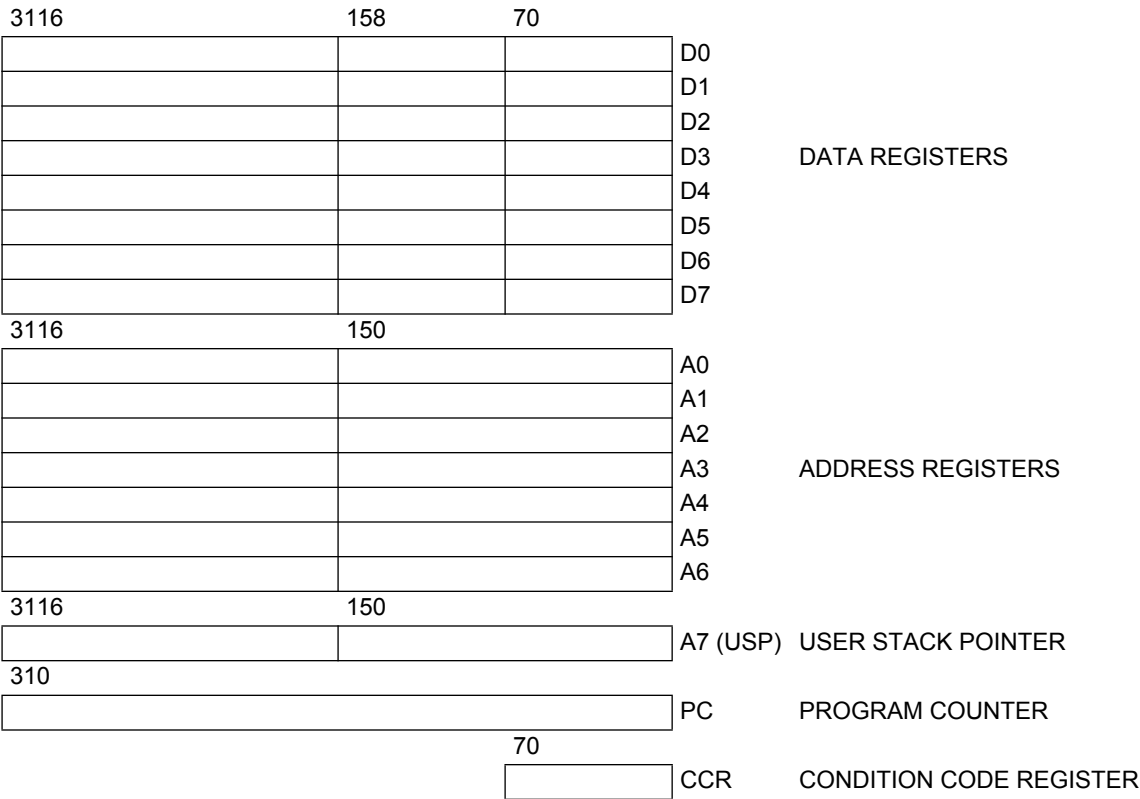 3116 158 70
D0
D1
D2
D3 DATA REGISTERS
D4
D5
D6
D7
3116 150
A0
A1
A2
A3 ADDRESS REGISTERS
A4
A5
A6
3116 150
A7 (USP) USER STACK POINTER
310
PC PROGRAM COUNTER
70
CCR CONDITION CODE REGISTER